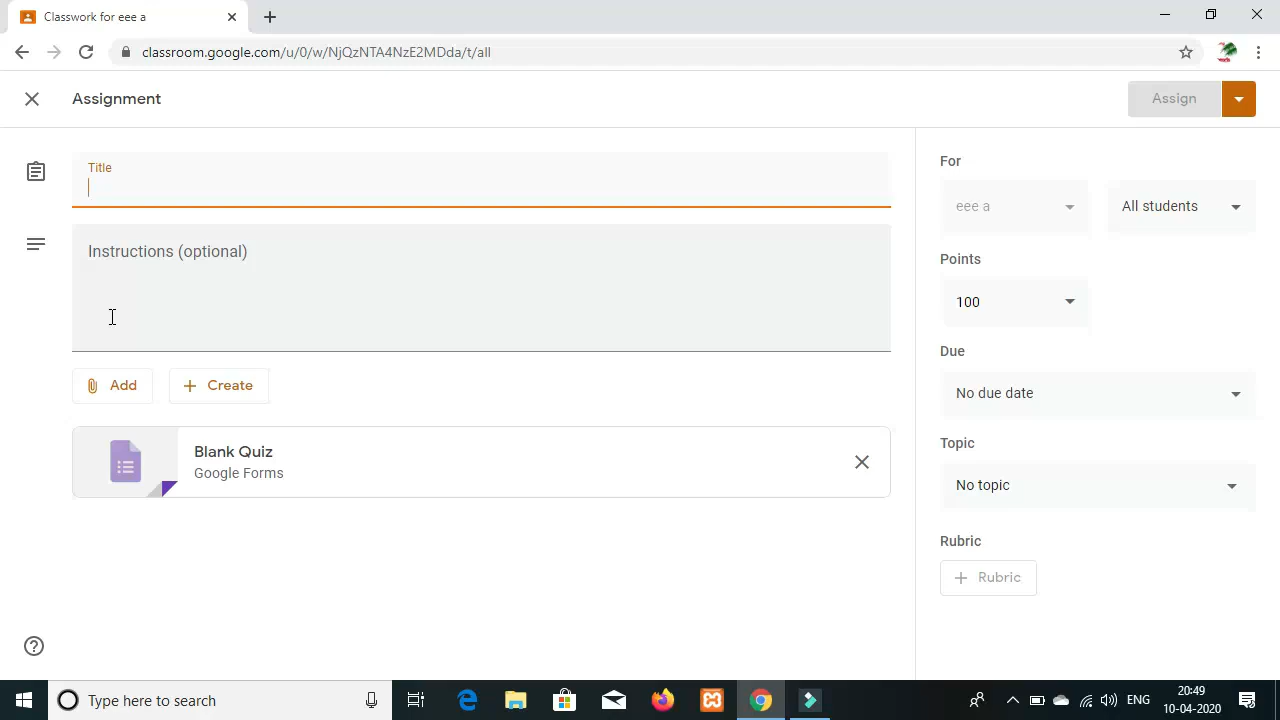 Classwork for eee a
classroom.google.com/u/0/w/NjQzNTA4NzE2MDda/t/all
Assignment
Assign
Title
Instructions (optional)
Add
Create
Blank Quiz
Google Forms
For
eee a
All students
Points
100
Due
No due date
Topic
No topic
Rubric
Rubric
Type here to search
ENG
20:49
10-04-2020